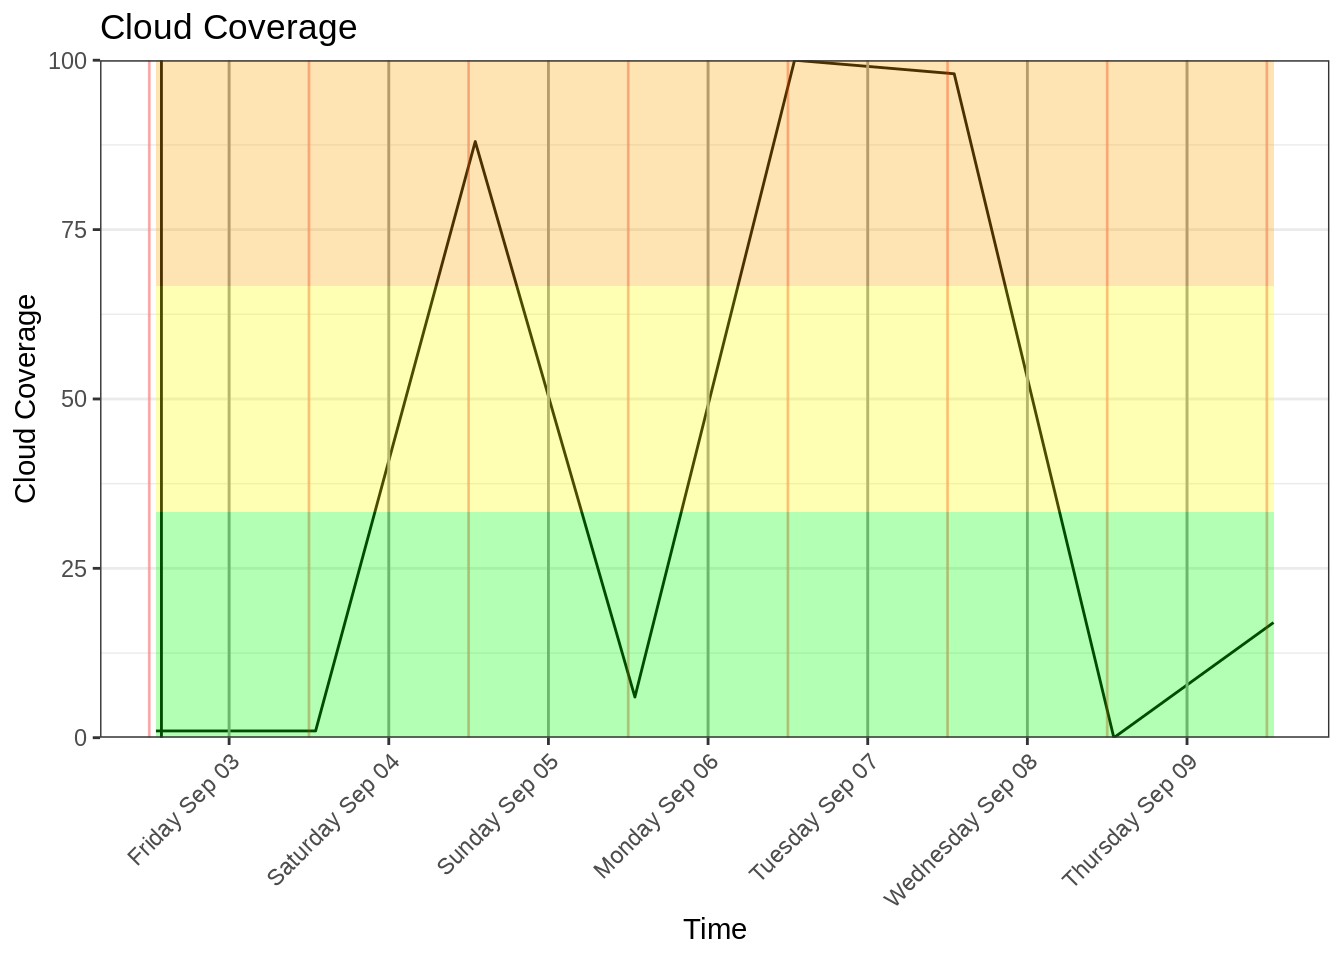 Cloud Coverage
100
75
50
25
0
Cloud Coverage
Friday Sep 03
Saturday Sep 04
Sunday Sep 05
Monday Sep 06
Tuesday Sep 07
Wednesday Sep 08
Thursday Sep 09
Time